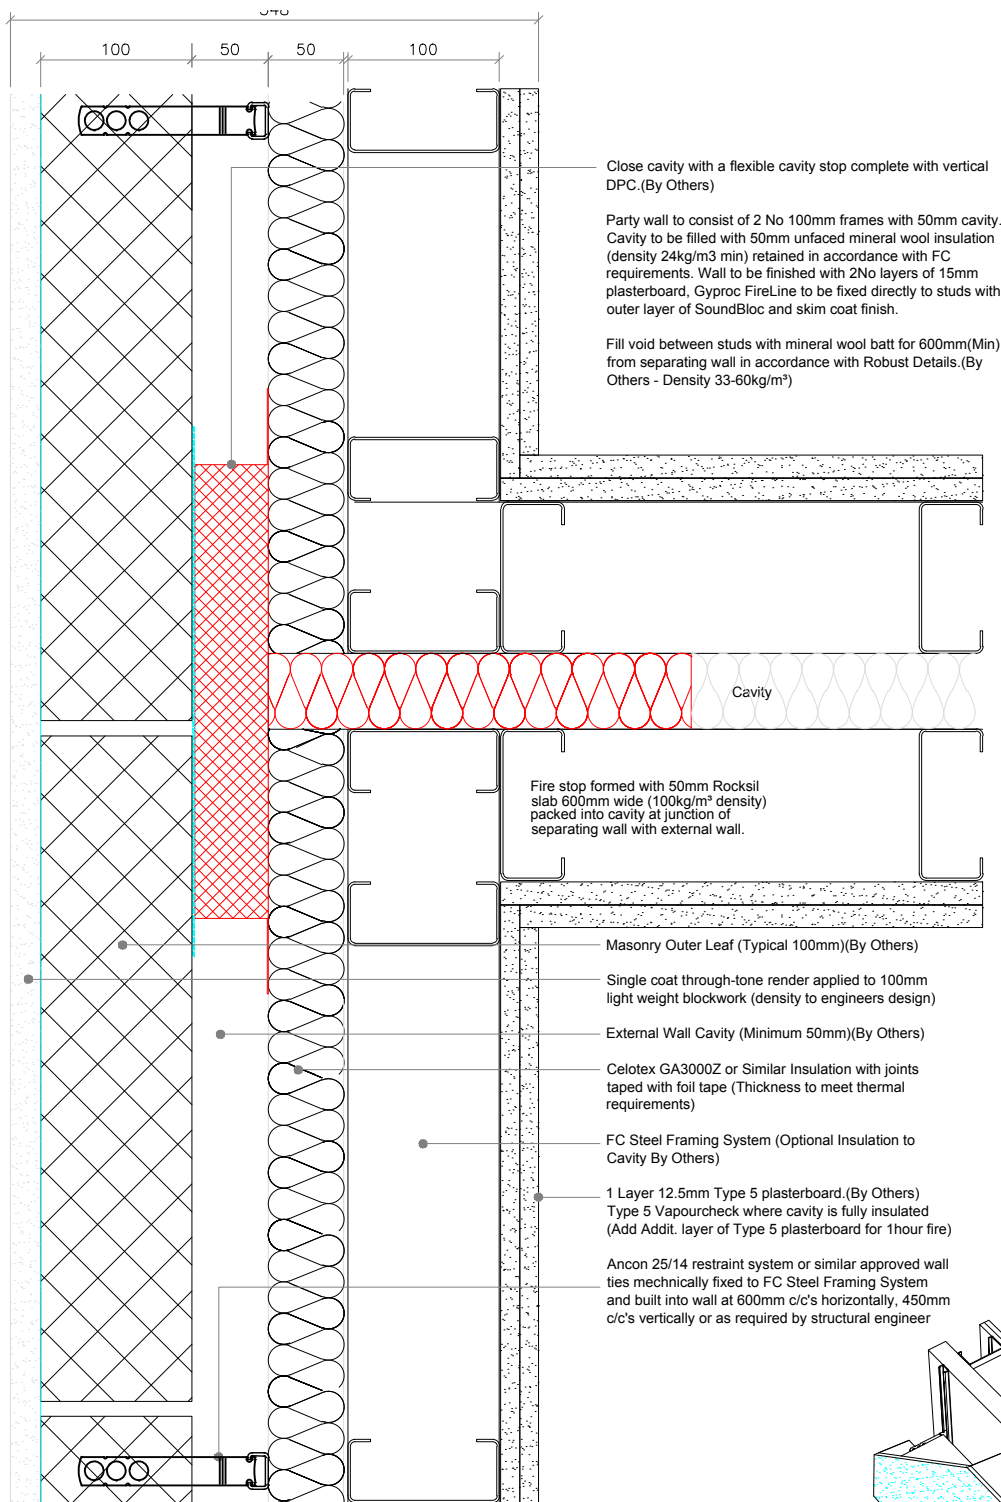 100
50
50
100
Close cavity with a flexible cavity stop complete with vertical
DPC.(By Others)
Party wall to consist of 2 No 100mm frames with 50mm cavity.
Cavity to be filled with 50mm unfaced mineral wool insulation
(density 24kg/m3 min) retained in accordance with FC
requirements. Wall to be finished with 2No layers of 15mm
plasterboard, Gyproc FireLine to be fixed directly to studs with
outer layer of SoundBloc and skim coat finish.
Fill void between studs with mineral wool batt for 600mm(Min)
from separating wall in accordance with Robust Details.(By
Others - Density 33-60kg/m³)
Cavity
Fire stop formed with 50mm Rocksil
slab 600mm wide (100kg/m³ density)
packed into cavity at junction of
separating wall with external wall.
Masonry Outer Leaf (Typical 100mm)(By Others)
Single coat through-tone render applied to 100mm
light weight blockwork (density to engineers design)
External Wall Cavity (Minimum 50mm)(By Others)
Celotex GA3000Z or Similar Insulation with joints
taped with foil tape (Thickness to meet thermal
requirements)
FC Steel Framing System (Optional Insulation to
Cavity By Others)
1 Layer 12.5mm Type 5 plasterboard.(By Others)
Type 5 Vapourcheck where cavity is fully insulated
(Add Addit. layer of Type 5 plasterboard for 1hour fire)
Ancon 25/14 restraint system or similar approved wall
ties mechnically fixed to FC Steel Framing System
and built into wall at 600mm c/c's horizontally, 450mm
c/c's vertically or as required by structural engineer